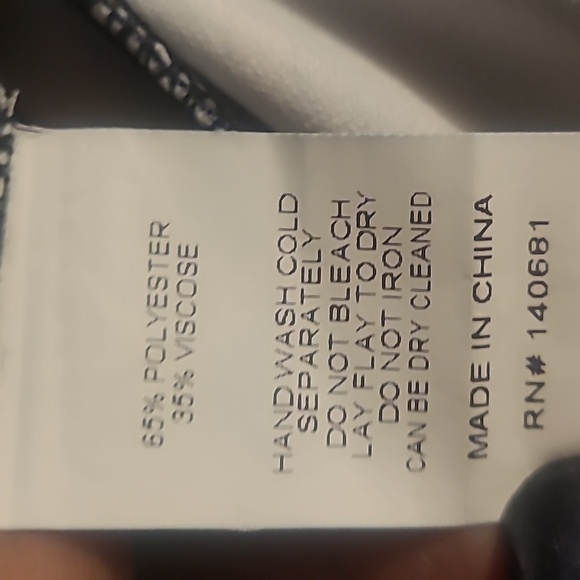 65% POLYESTER
35% VISCOSE
HAND WASH COLD
SEPARATELY
DO NOT BLEACH
LAY FLAY TO DRY
DO NOT IRON
CAN BE DRY CLEANED
MADE IN CHINA
RN# 140681